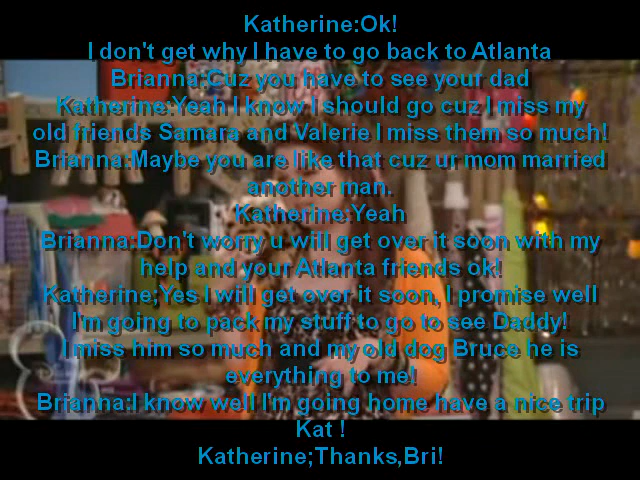 Katherine:Ok!
I don't get why I have to go back to Atlanta
Brianna:Cuz you have to see your dad
Katherine:Yeah I know I should go cuz I miss my
old friends Samara and Valerie I miss them so much!
Brianna:Maybe you are like that cuz ur mom married
another man.
Katherine:Yeah
Brianna:Don't worry u will get over it soon with my
help and your Atlanta friends ok!
Katherine;Yes I will get over it soon, I promise well
I'm going to pack my stuff to go to see Daddy!
I miss him so much and my old dog Bruce he is
everything to me!
Brianna:I know well I'm going home have a nice trip
Kat !
Katherine;Thanks,Bri!